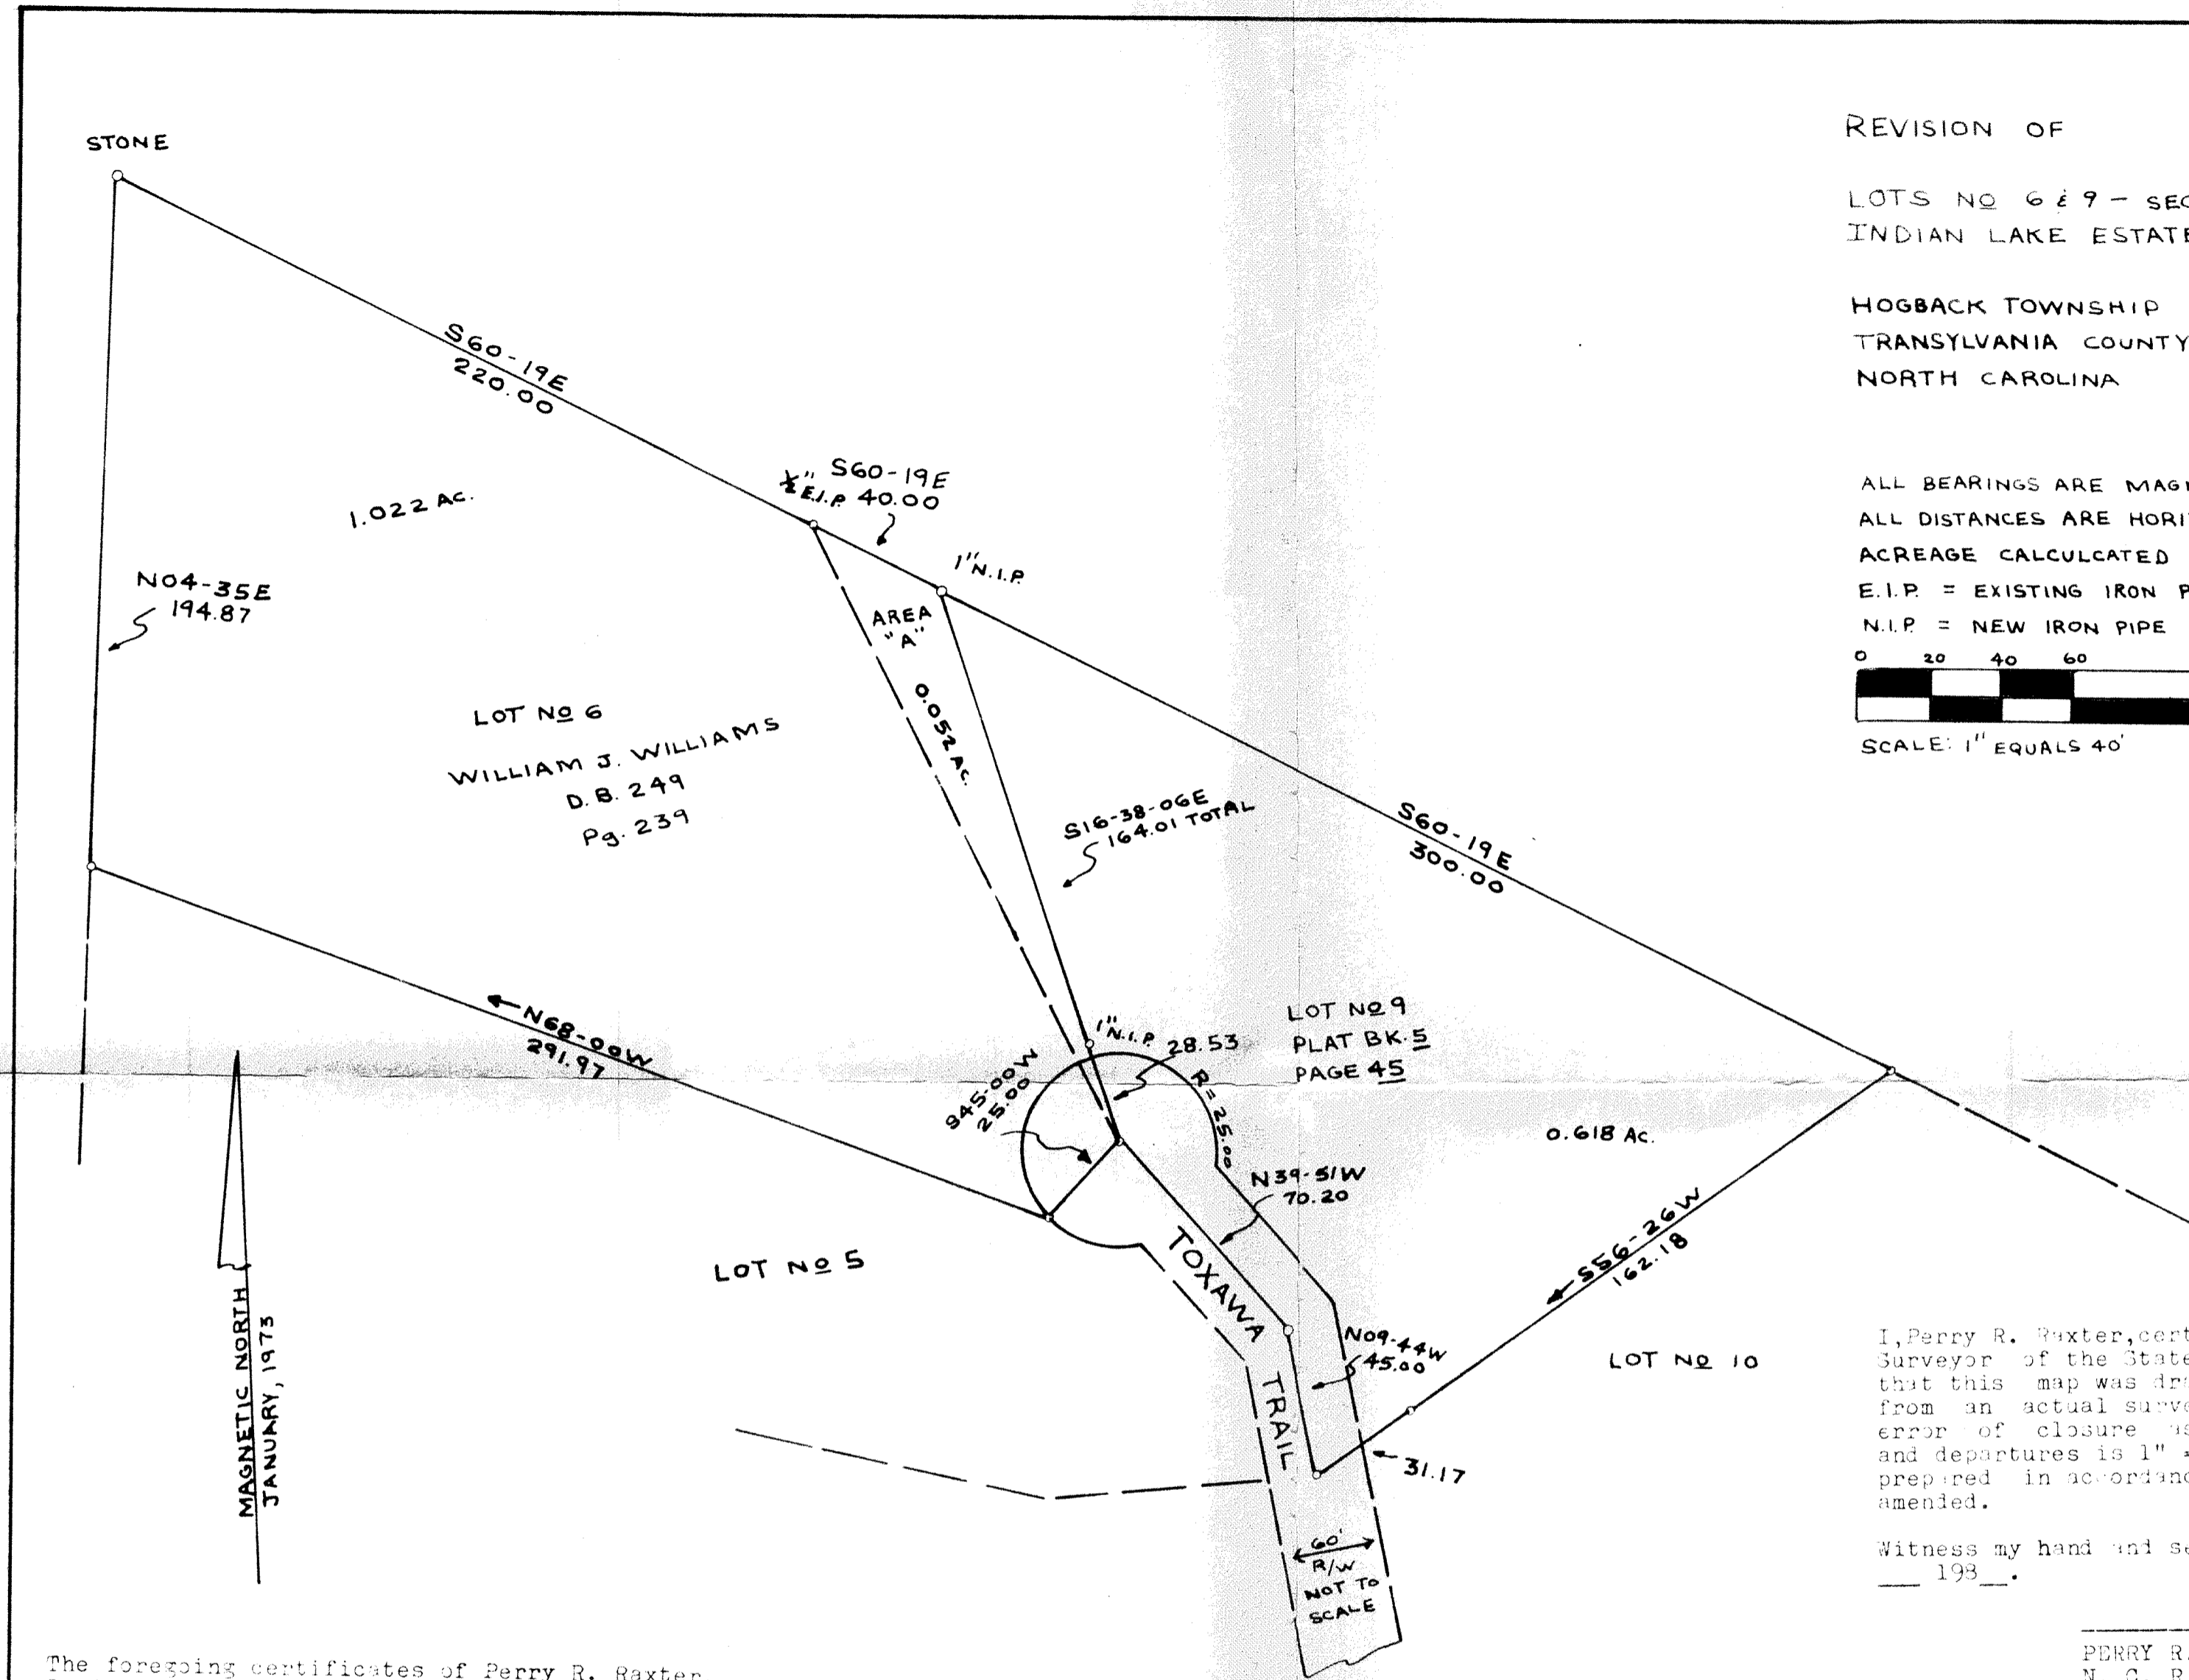 STONE
REVISION OF
LOTS No 6 & 9 - SEC
INDIAN LAKE ESTATE
HOGBACK TOWNSHIP
TRANSYLVANIA COUNTY
NORTH CAROLINA
S60-19E
220.00
S60-19E
½" E.I.P. 40.00
1" N.I.P.
1.022 AC.
ALL BEARINGS ARE MAG
ALL DISTANCES ARE HORI
ACREAGE CALCULCATED
E.I.P. = EXISTING IRON P
N.I.P. = NEW IRON PIPE
0 20 40 60
SCALE: 1" EQUALS 40'
N04-35E
194.87
AREA
"A"
0.052 AC.
LOT No 6
WILLIAM J. WILLIAMS
D.B. 249
Pg. 239
S16-38-06E
164.01 TOTAL
S60-19E
300.00
N68-00W
291.97
1" N.I.P.
28.53
LOT No 9
PLAT BK. 5
PAGE 45
S45-00W
25.00
R = 25.00
0.618 AC.
N39-51W
70.20
S56-26W
162.18
LOT No 5
TOXAWA TRAIL
N09-44W
45.00
LOT No 10
31.17
MAGNETIC NORTH
JANUARY, 1973
60'
R/W
NOT TO
SCALE
I,Perry R. Raxter,cert
Surveyor of the State
that this map was dra
from an actual surve
error of closure as
and departures is 1" =
prepared in accordanc
amended.
Witness my hand and se
___ 198__.
PERRY R.
N. C. R
The foregoing certificates of Perry R. Raxter